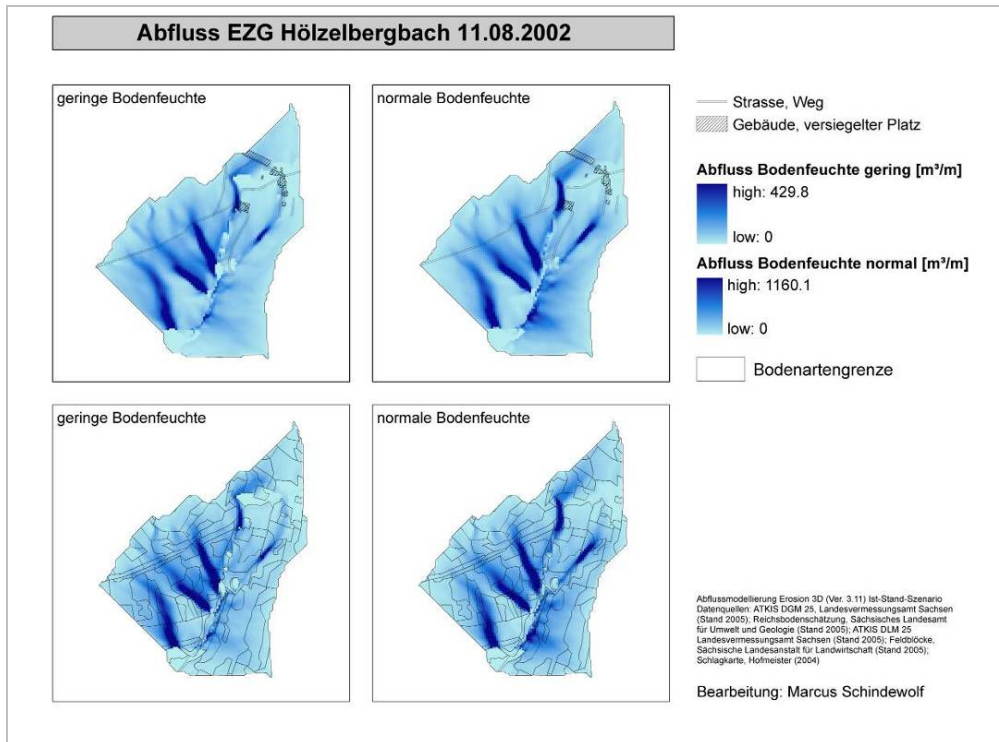 Abfluss EZG Hölzelbergbach 11.08.2002
geringe Bodenfeuchte
normale Bodenfeuchte
Strasse, Weg
Gebäude, versiegelter Platz
Abfluss Bodenfeuchte gering [m³/m]
high: 429.8
low: 0
Abfluss Bodenfeuchte normal [m³/m]
high: 1160.1
low: 0
Bodenartengrenze
geringe Bodenfeuchte
normale Bodenfeuchte
Abflussmodellierung Erosion 3D (Ver. 3.11) Ist-Stand-Szenario
Datenquellen: ATKIS DGM 25, Landesvermessungsamt Sachsen
(Stand 2005); Reichsbodenschätzung, Sächsisches Landesamt
für Umwelt und Geologie (Stand 2005); ATKIS DLM 25
Landesvermessungsamt Sachsen (Stand 2005); Feldblöcke,
Sächsische Landesanstalt für Landwirtschaft (Stand 2005);
Schlagkarte, Hofmeister (2004)
Bearbeitung: Marcus Schindewolf